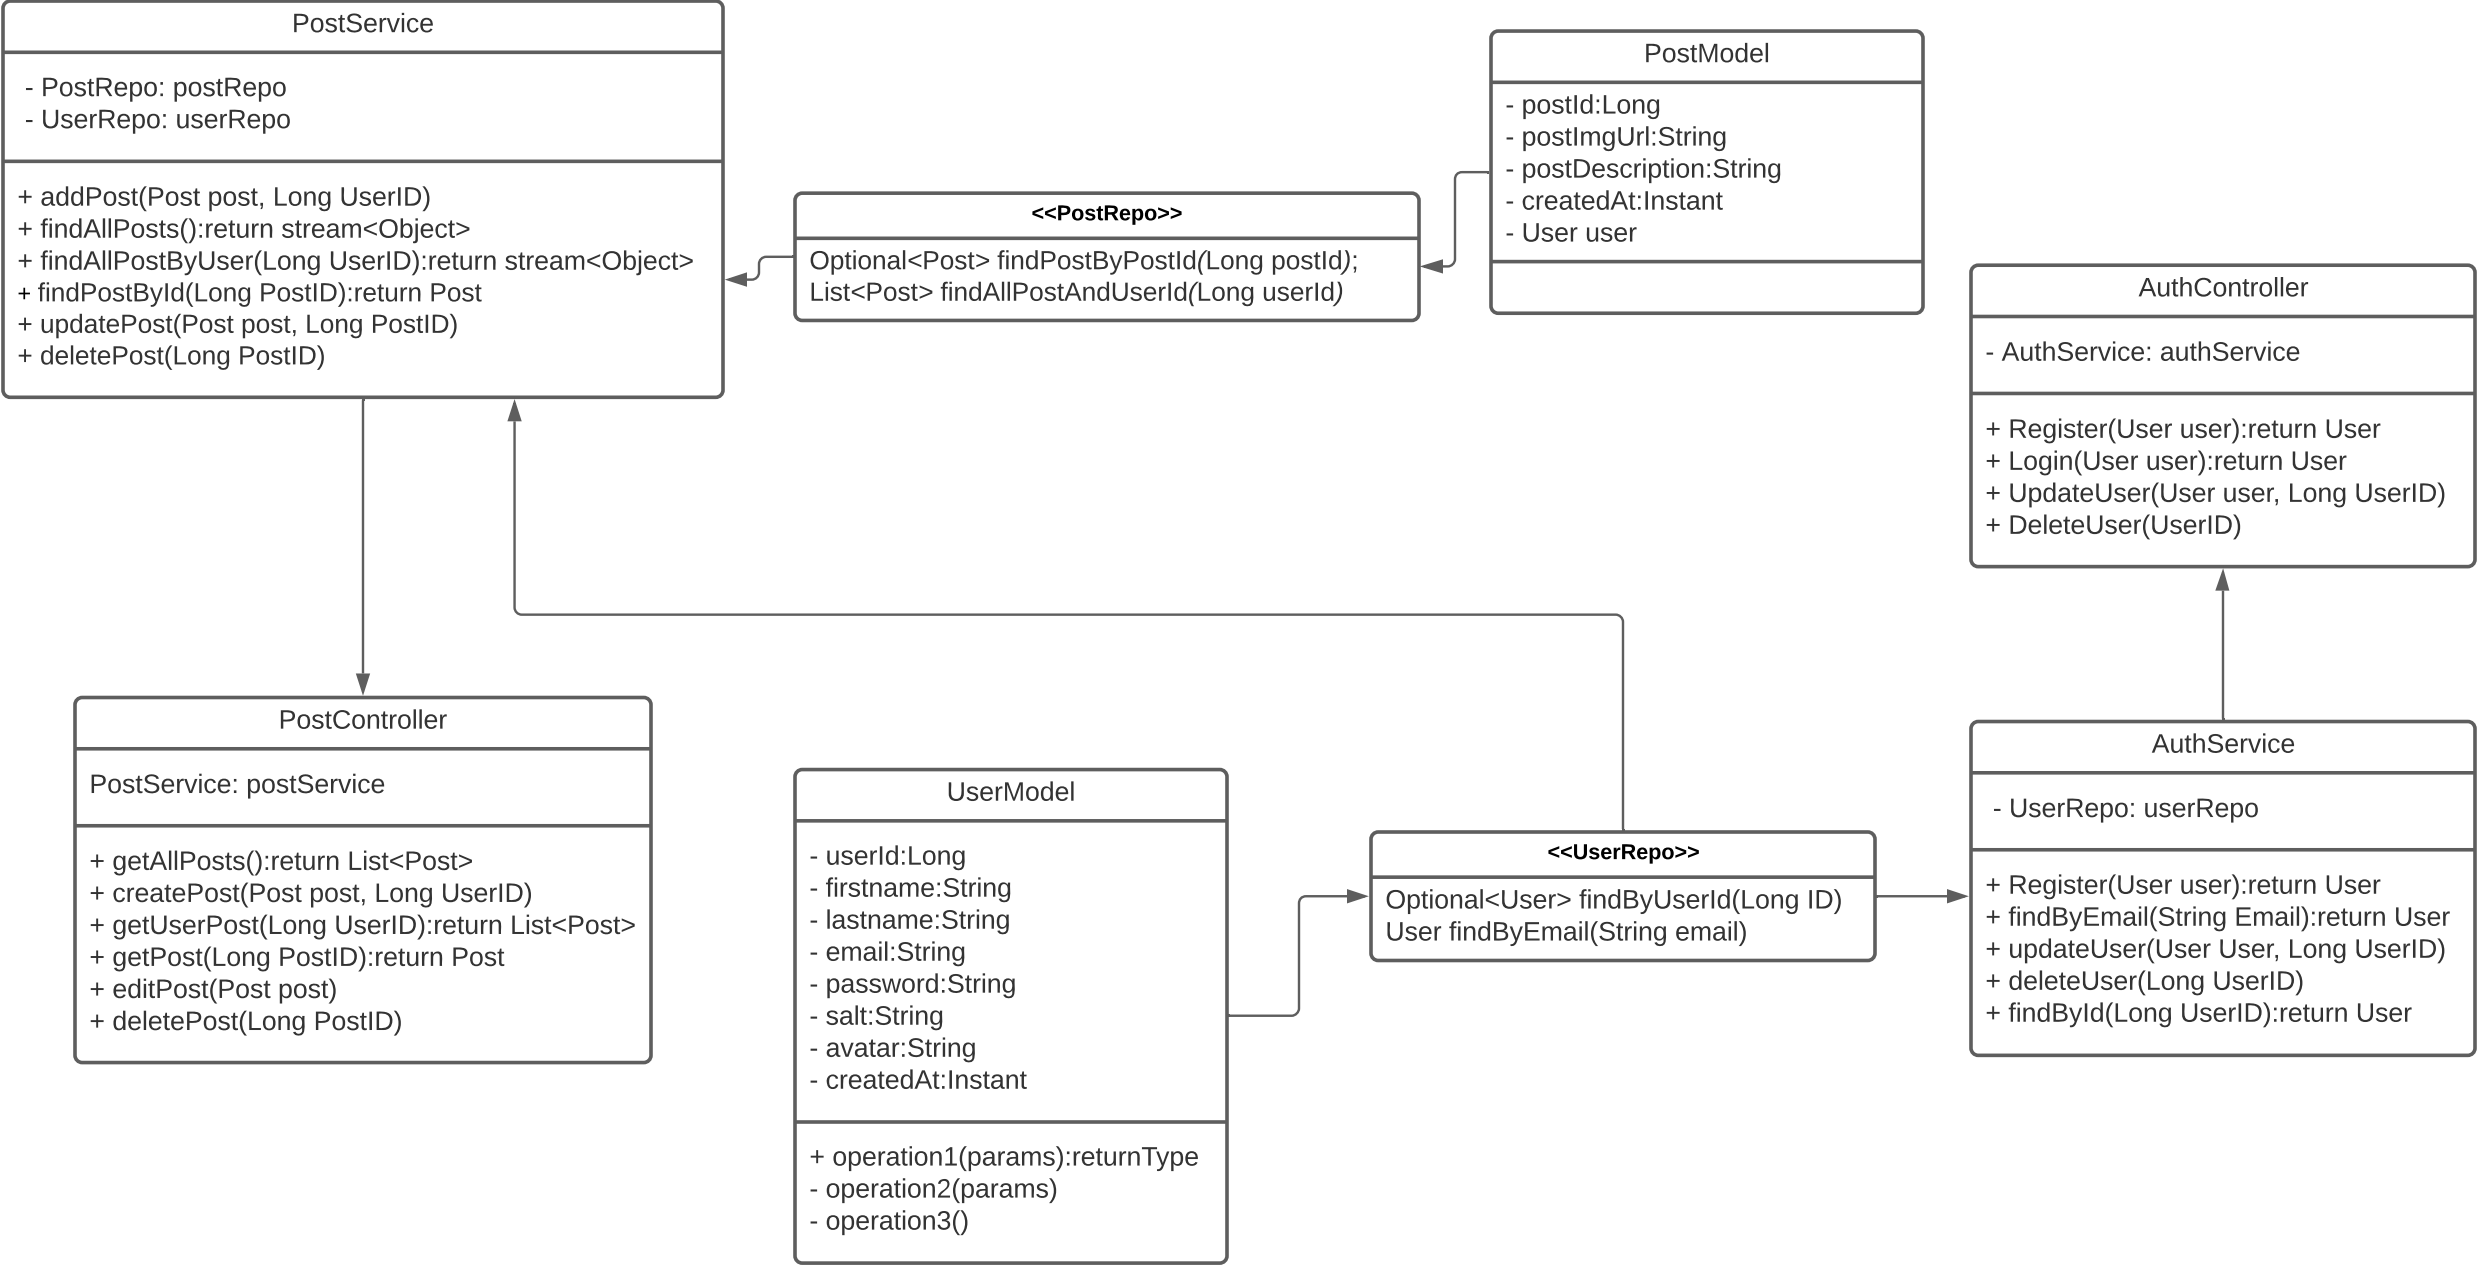 PostService
- PostRepo: postRepo
- UserRepo: userRepo
+ addPost(Post post, Long UserID)
+ findAllPosts():return stream<Object>
+ findAllPostByUser(Long UserID):return stream<Object>
+ findPostById(Long PostID):return Post
+ updatePost(Post post, Long PostID)
+ deletePost(Long PostID)
<<PostRepo>>
Optional<Post> findPostByPostId(Long postId);
List<Post> findAllPostAndUserId(Long userId)
PostModel
- postId:Long
- postImgUrl:String
- postDescription:String
- createdAt:Instant
- User user
AuthController
- AuthService: authService
+ Register(User user):return User
+ Login(User user):return User
+ UpdateUser(User user, Long UserID)
+ DeleteUser(UserID)
PostController
PostService: postService
+ getAllPosts():return List<Post>
+ createPost(Post post, Long UserID)
+ getUserPost(Long UserID):return List<Post>
+ getPost(Long PostID):return Post
+ editPost(Post post)
+ deletePost(Long PostID)
UserModel
- userId:Long
- firstname:String
- lastname:String
- email:String
- password:String
- salt:String
- avatar:String
- createdAt:Instant
+ operation1(params):returnType
- operation2(params)
- operation3()
<<UserRepo>>
Optional<User> findByUserId(Long ID)
User findByEmail(String email)
AuthService
- UserRepo: userRepo
+ Register(User user):return User
+ findByEmail(String Email):return User
+ updateUser(User User, Long UserID)
+ deleteUser(Long UserID)
+ findById(Long UserID):return User